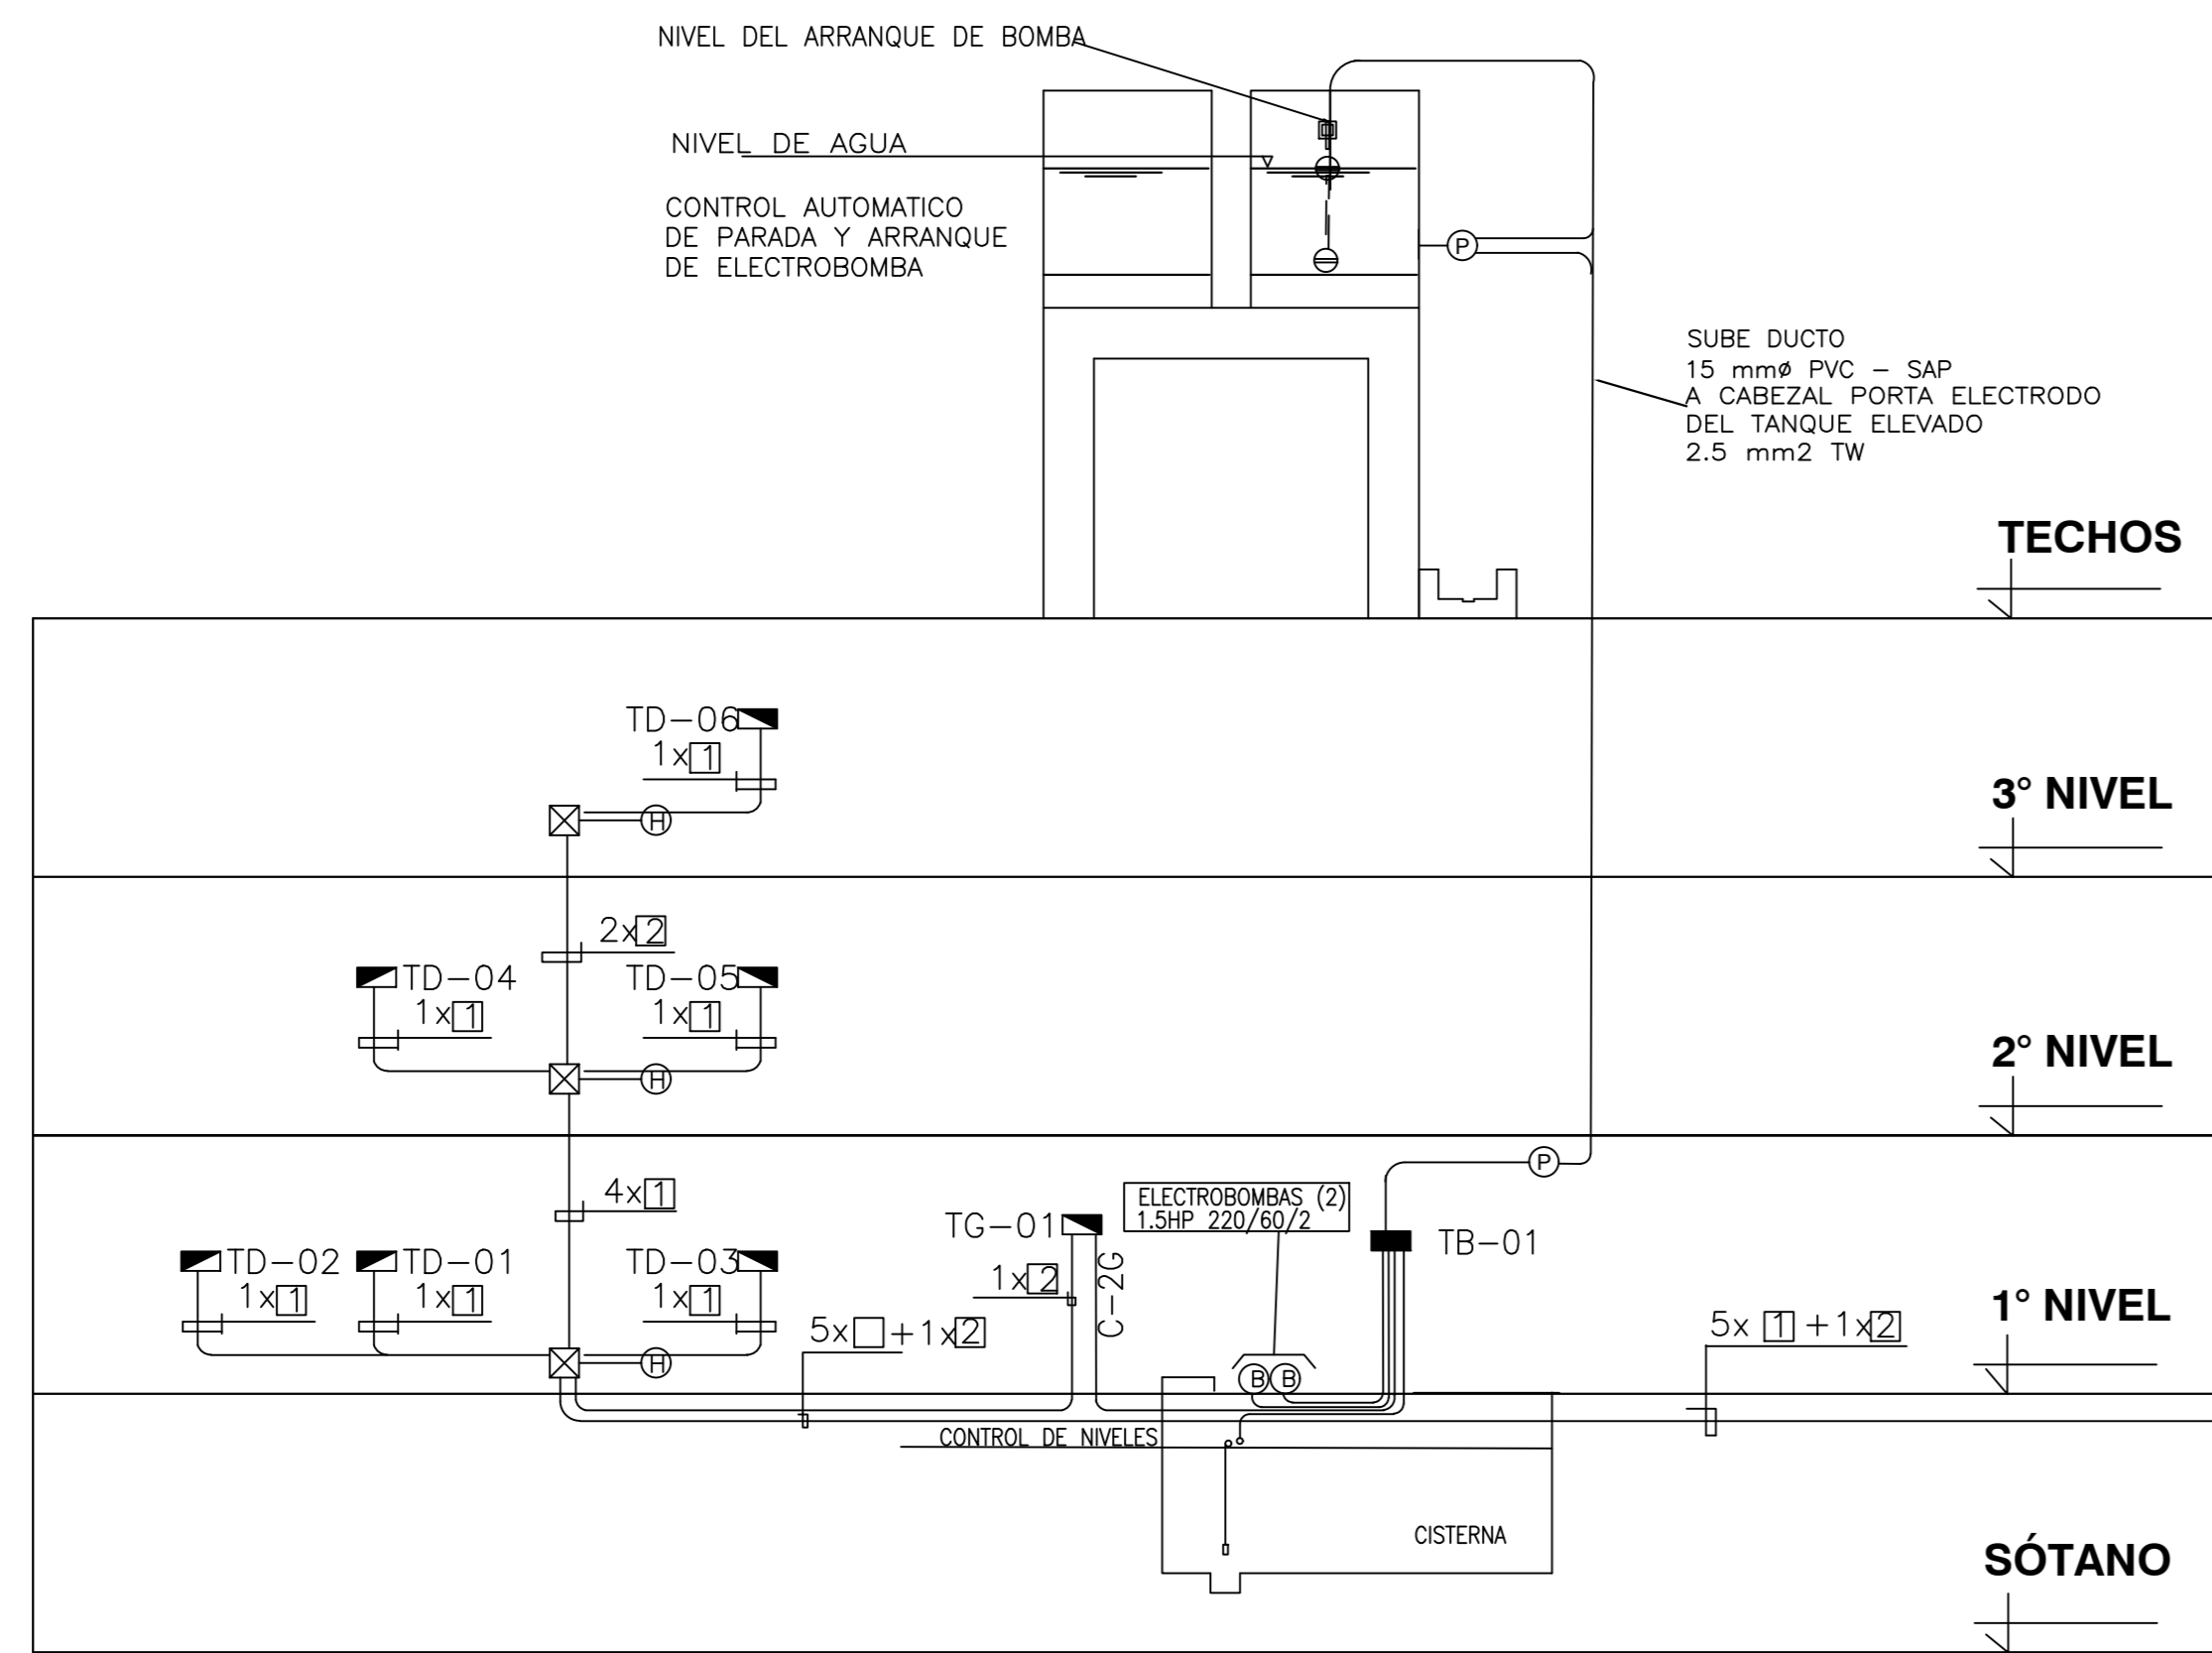 NIVEL DEL ARRANQUE DE BOMBA
NIVEL DE AGUA
CONTROL AUTOMATICO
DE PARADA Y ARRANQUE
DE ELECTROBOMBA
P
SUBE DUCTO
15 mmø PVC – SAP
A CABEZAL PORTA ELECTRODO
DEL TANQUE ELEVADO
2.5 mm2 TW
TECHOS
TD–06
1x1
H
3° NIVEL
2x2
TD–04
1x1
TD–05
1x1
H
2° NIVEL
P
4x1
TD–02
1x1
TD–01
1x1
TD–03
1x1
H
5x + 1x2
TG–01
1x2
C–2G
ELECTROBOMBAS (2)
1.5HP 220/60/2
B B
TB–01
5x 1 + 1x2
1° NIVEL
CONTROL DE NIVELES
CISTERNA
SÓTANO